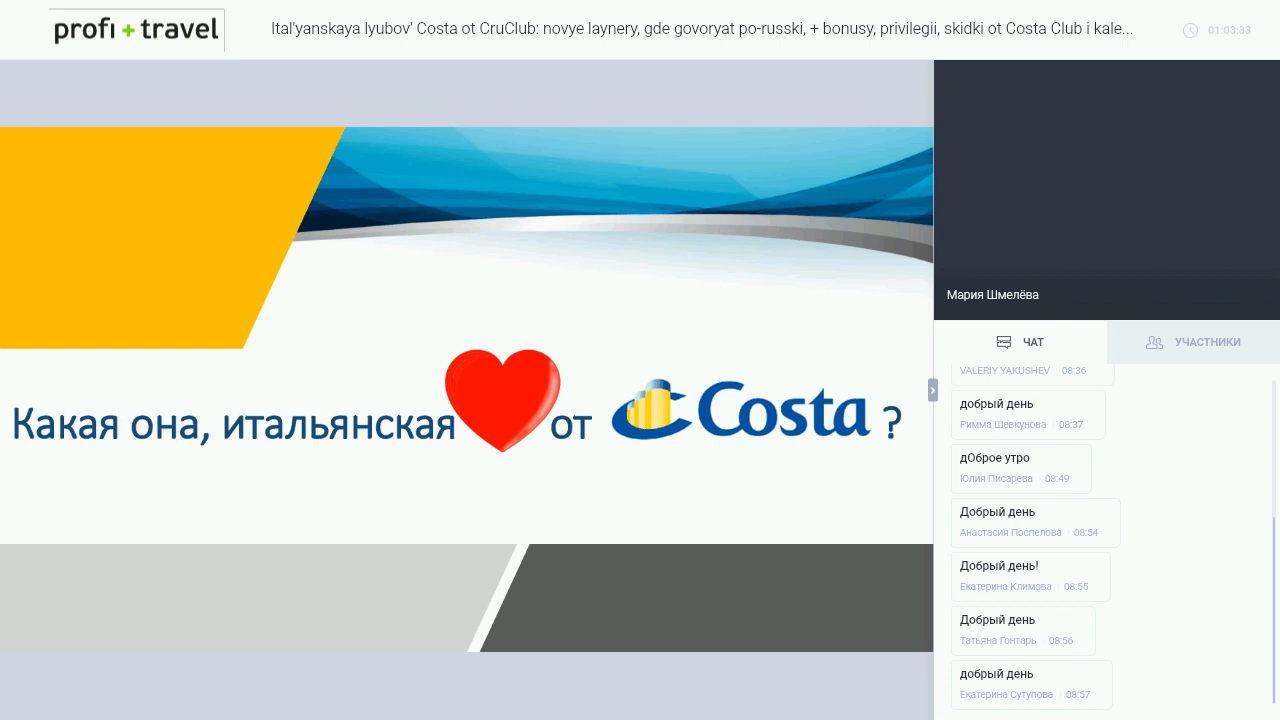 profi + travel
Ital'yanskaya lyubov' Costa ot CruClub: novye laynery, gde govoryat po-russki, + bonusy, privilegii, skidki ot Costa Club i kale...
01:03:33
Какая она, итальянская от Costa ?
Мария Шмелёва
ЧАТ
УЧАСТНИКИ
VALERIY YAKUSHEV 08:36
добрый день
Римма Шевкунова 08:37
дОброе утро
Юлия Писарева 08:49
Добрый день
Анастасия Поспелова 08:54
Добрый день!
Екатерина Климова 08:55
Добрый день
Татьяна Гонтарь 08:56
добрый день
Екатерина Сутупова 08:57